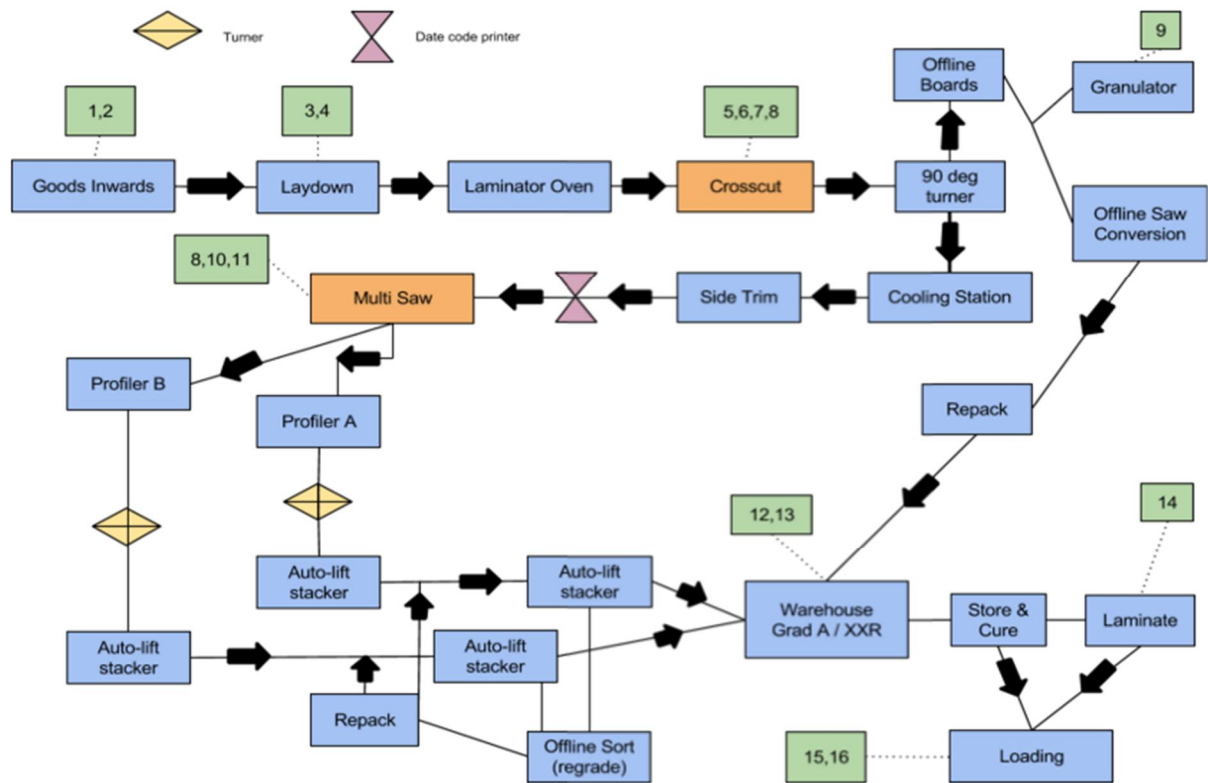 Turner
Date code printer
9
Offline
Boards
Granulator
1,2
3,4
5,6,7,8
Goods Inwards
Laydown
Laminator Oven
Crosscut
90 deg
turner
Offline Saw
Conversion
8,10,11
Multi Saw
Side Trim
Cooling Station
Profiler B
Profiler A
Repack
12,13
14
Auto-lift
stacker
Auto-lift
stacker
Warehouse
Grad A / XXR
Store &
Cure
Laminate
Auto-lift
stacker
Auto-lift
stacker
Repack
Offline Sort
(regrade)
15,16
Loading